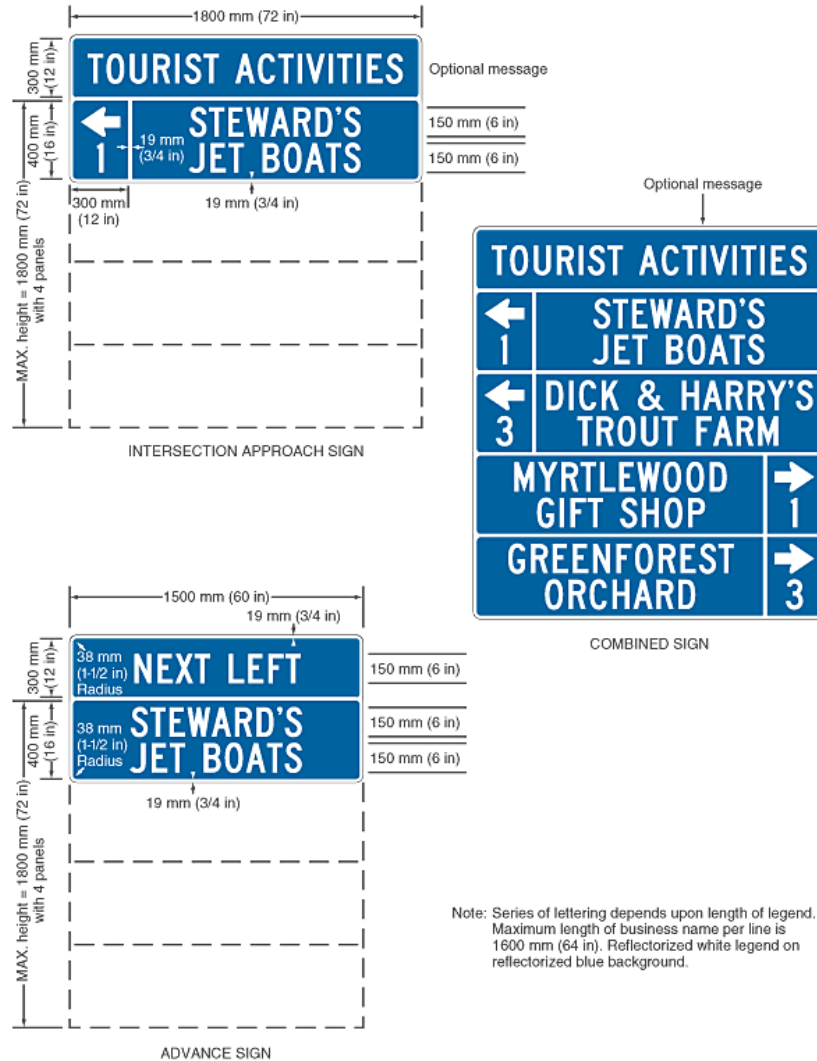 1800 mm (72 in)
300 mm
(12 in)
TOURIST ACTIVITIES
Optional message
400 mm
(16 in)
1
19 mm
(3/4 in)
STEWARD'S
JET BOATS
150 mm (6 in)
150 mm (6 in)
300 mm
(12 in)
19 mm (3/4 in)
MAX. height = 1800 mm (72 in)
with 4 panels
INTERSECTION APPROACH SIGN
Optional message
TOURIST ACTIVITIES
1
STEWARD'S
JET BOATS
3
DICK & HARRY'S
TROUT FARM
MYRTLEWOOD
GIFT SHOP
1
GREENFOREST
ORCHARD
3
COMBINED SIGN
1500 mm (60 in)
19 mm (3/4 in)
300 mm
(12 in)
38 mm
(1-1/2 in)
Radius
NEXT LEFT
150 mm (6 in)
400 mm
(16 in)
38 mm
(1-1/2 in)
Radius
STEWARD'S
JET BOATS
150 mm (6 in)
150 mm (6 in)
19 mm (3/4 in)
MAX. height = 1800 mm (72 in)
with 4 panels
ADVANCE SIGN
Note: Series of lettering depends upon length of legend.
Maximum length of business name per line is
1600 mm (64 in). Reflectorized white legend on
reflectorized blue background.